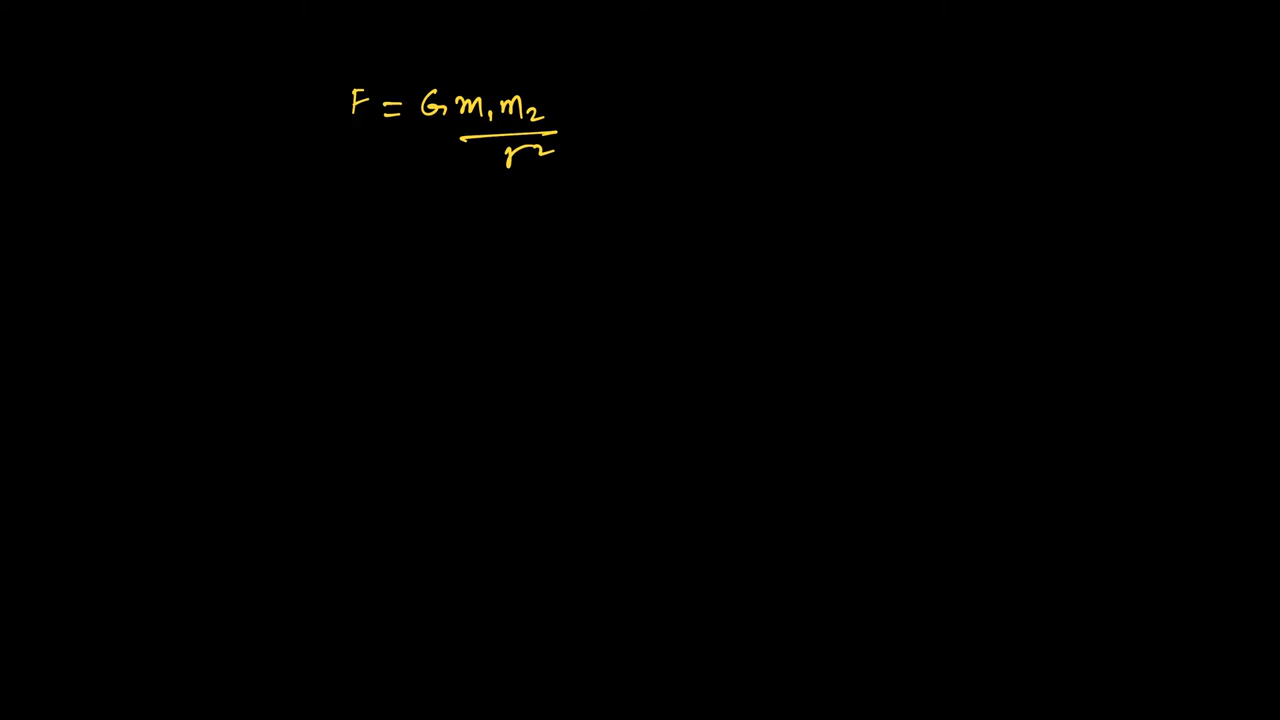 F = G m₁ m₂
r²